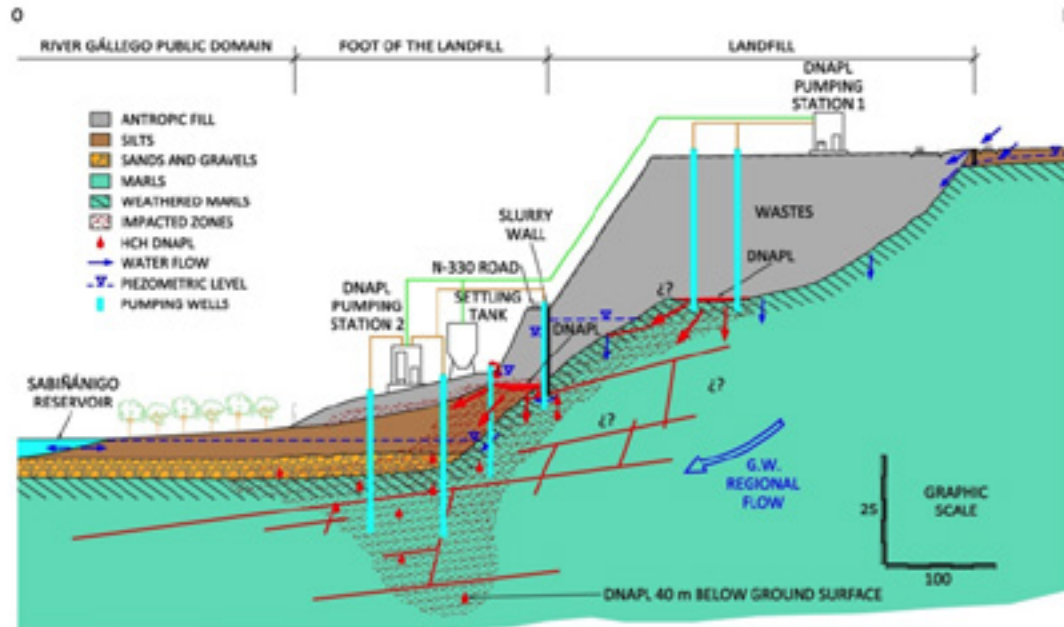 O
RIVER GÁLLEGO PUBLIC DOMAIN
FOOT OF THE LANDFILL
LANDFILL
DNAPL
PUMPING
STATION 1
ANTROPIC FILL
SILTS
SANDS AND GRAVELS
MARLS
WEATHERED MARLS
IMPACTED ZONES
HCH DNAPL
WATER FLOW
PIEZOMETRIC LEVEL
PUMPING WELLS
SLURRY
WALL
WASTES
DNAPL
N-330 ROAD
SETTLING
TANK
DNAPL
PUMPING
STATION 2
DNAPL
¿?
SABIÑÁNIGO
RESERVOIR
¿?
¿?
G.W.
REGIONAL
FLOW
25
GRAPHIC
SCALE
100
DNAPL 40 m BELOW GROUND SURFACE